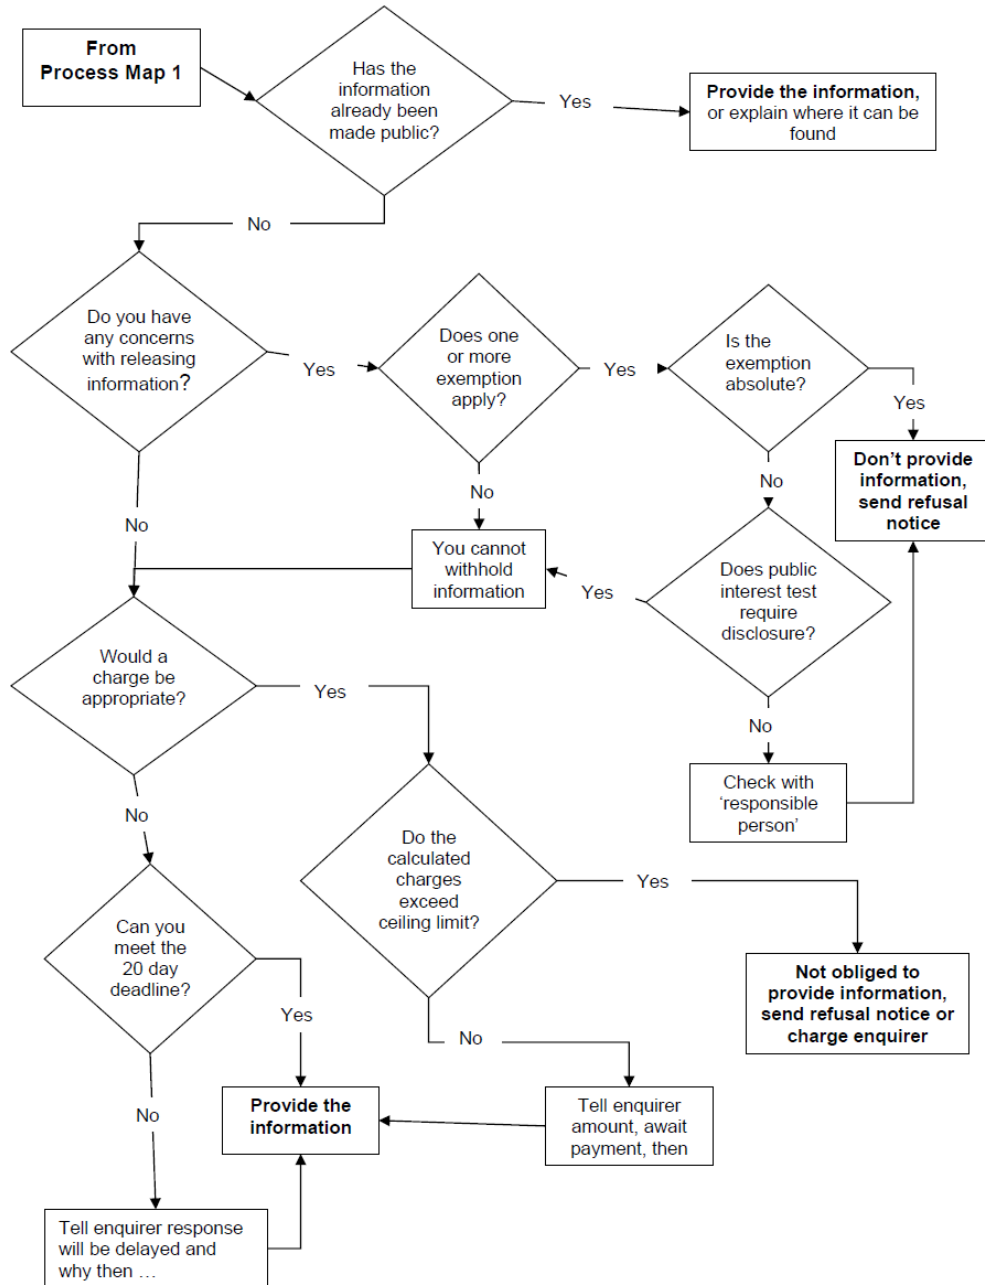 From
Process Map 1
Has the
information
already been
made public?
Yes
Provide the information,
or explain where it can be
found
No
Do you have
any concerns
with releasing
information?
Yes
Does one
or more
exemption
apply?
Yes
Is the
exemption
absolute?
Yes
Don’t provide
information,
send refusal
notice
No
No
No
You cannot
withhold
information
Yes
Does public
interest test
require
disclosure?
Would a
charge be
appropriate?
Yes
No
Check with
‘responsible
person’
No
Do the
calculated
charges
exceed
ceiling limit?
Yes
Can you
meet the
20 day
deadline?
Yes
Not obliged to
provide information,
send refusal notice or
charge enquirer
No
No
Provide the
information
Tell enquirer
amount, await
payment, then
Tell enquirer response
will be delayed and
why then …